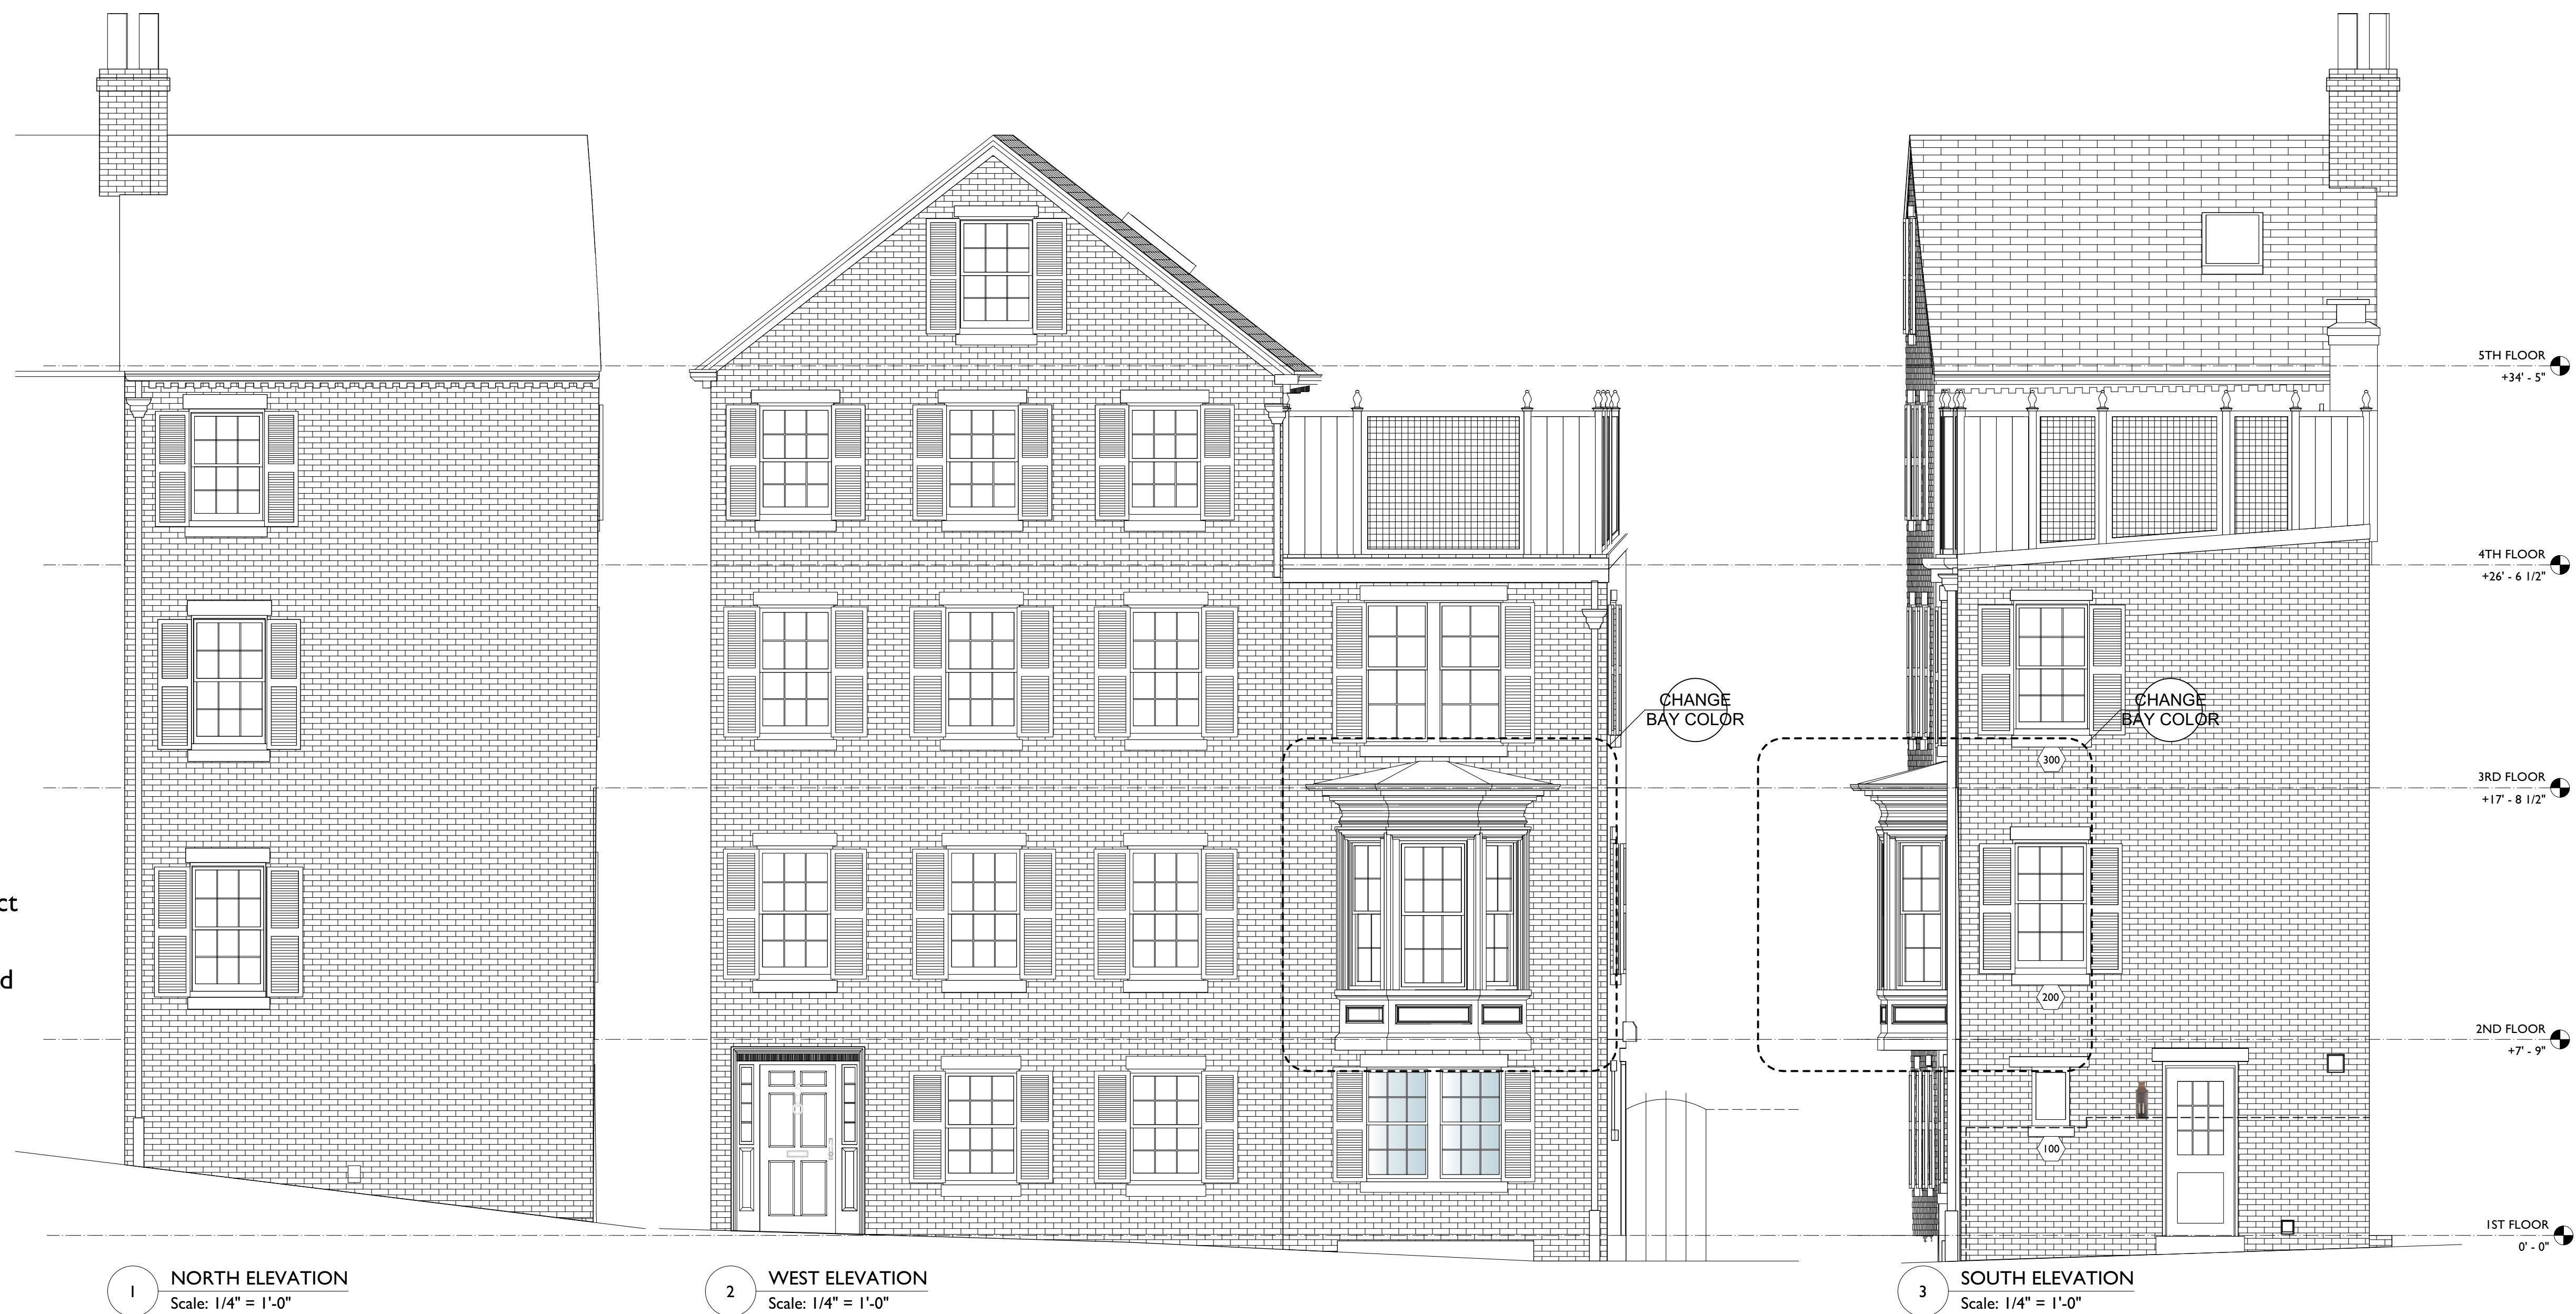 5TH FLOOR
+34' - 5"
4TH FLOOR
+26' - 6 1/2"
CHANGE
BAY COLOR
CHANGE
BAY COLOR
300
3RD FLOOR
+17' - 8 1/2"
ct
d
200
2ND FLOOR
+7' - 9"
100
1ST FLOOR
0' - 0"
1
NORTH ELEVATION
Scale: 1/4" = 1'-0"
2
WEST ELEVATION
Scale: 1/4" = 1'-0"
3
SOUTH ELEVATION
Scale: 1/4" = 1'-0"